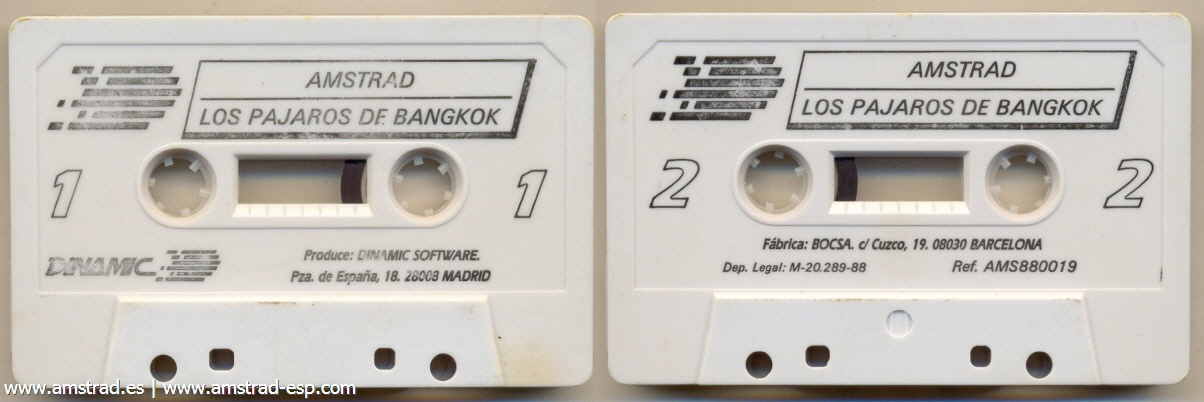 AMSTRAD
LOS PAJAROS DE BANGKOK
1
1
DINAMIC.
Produce: DINAMIC SOFTWARE.
Pza. de España, 18. 28008 MADRID
AMSTRAD
LOS PAJAROS DE BANGKOK
2
2
Fábrica: BOCSA. c/ Cuzco, 19. 08030 BARCELONA
Dep. Legal: M-20.289-88
Ref. AMS880019
www.amstrad.es | www.amstrad-esp.com